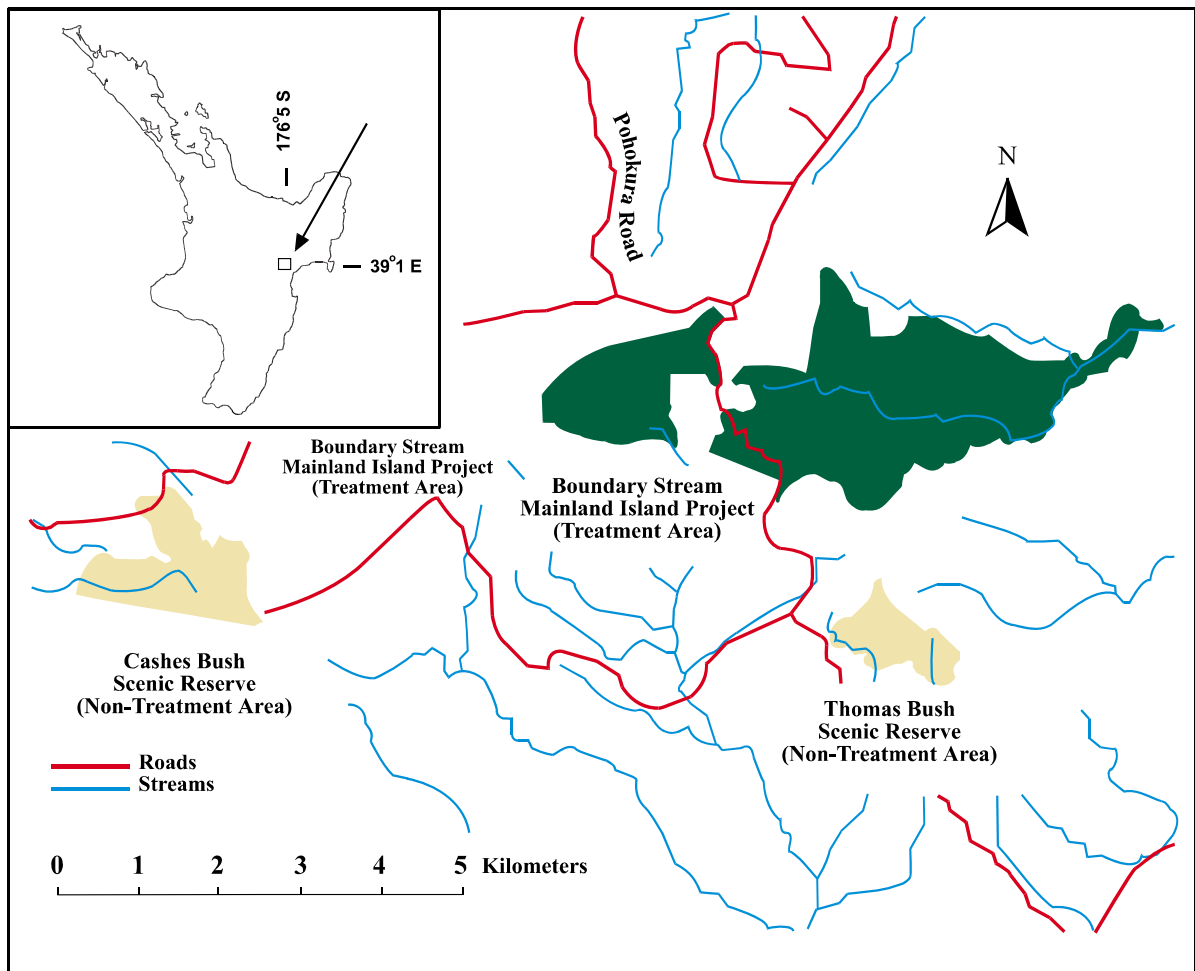 176°5 S
39°1 E
Pohokura Road
N
Boundary Stream
Mainland Island Project
(Treatment Area)
Boundary Stream
Mainland Island Project
(Treatment Area)
Cashes Bush
Scenic Reserve
(Non-Treatment Area)
Thomas Bush
Scenic Reserve
(Non-Treatment Area)
Roads
Streams
0 1 2 3 4 5 Kilometers